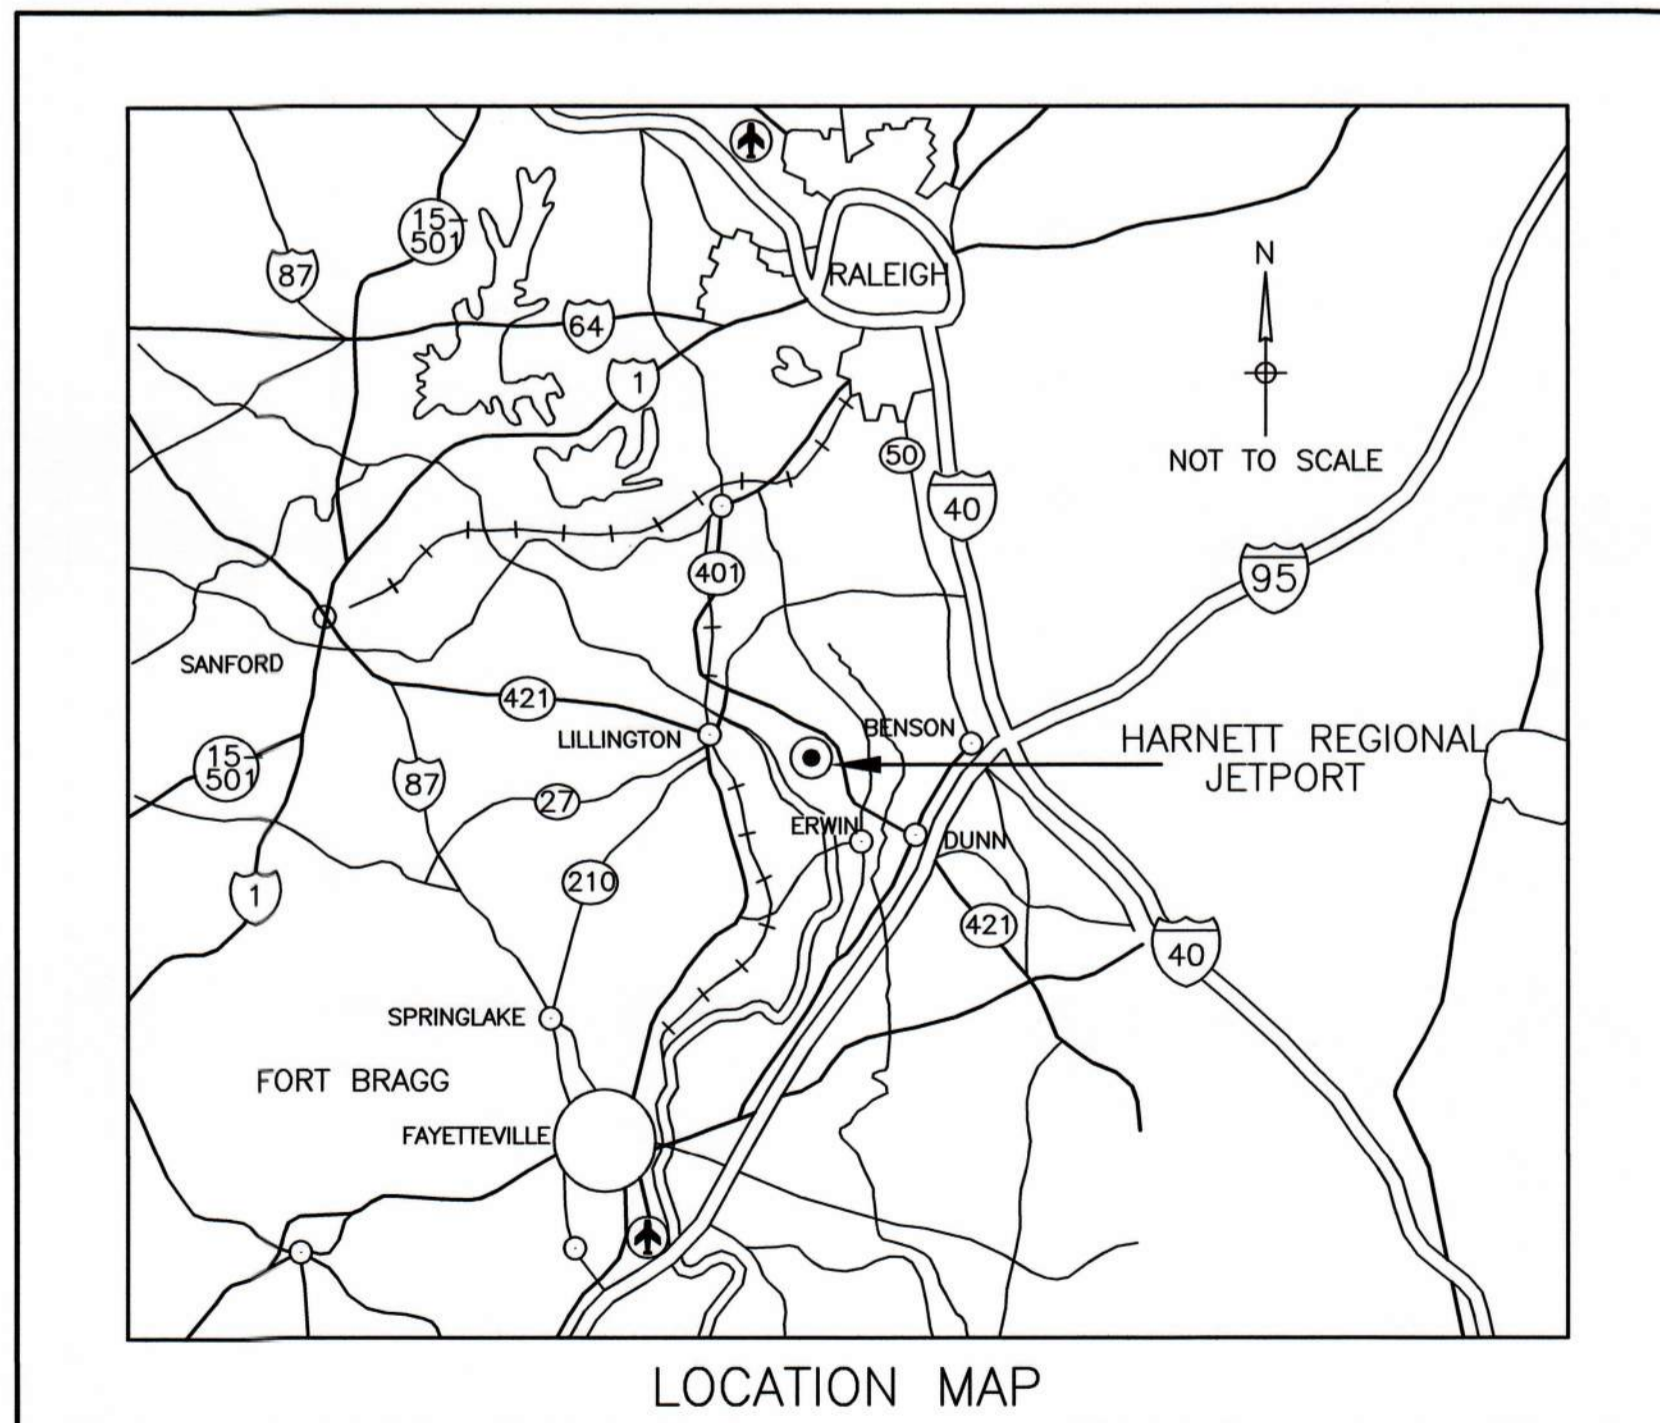 15-
501
87
RALEIGH
N
64
1
50
NOT TO SCALE
40
401
95
SANFORD
421
BENSON
LILLINGTON
HARNETT REGIONAL
JETPORT
15-
501
87
27
ERWIN
DUNN
210
1
421
40
SPRINGLAKE
FORT BRAGG
FAYETTEVILLE
LOCATION MAP